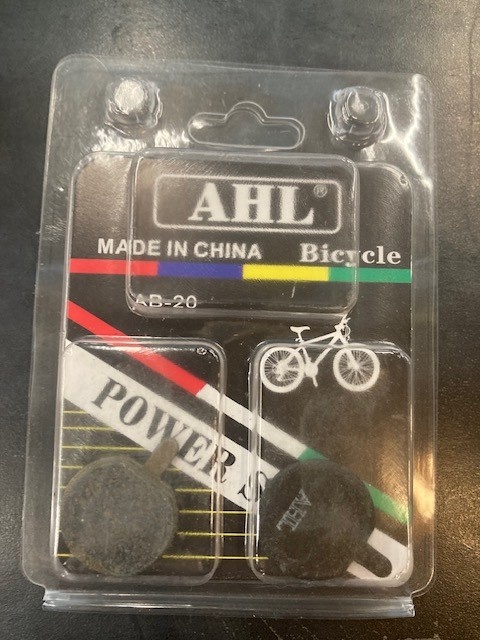 AHL®
MADE IN CHINA Bicycle
AB-20
POWER S
AHL